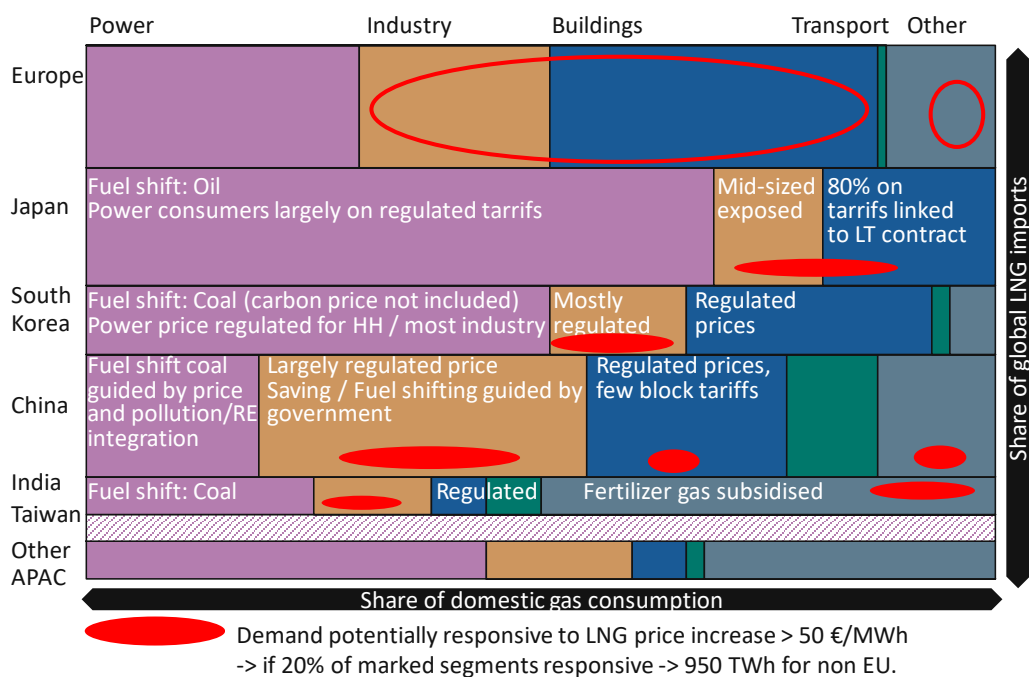 Power Industry Buildings Transport Other
Europe
Japan
Fuel shift: Oil
Power consumers largely on regulated tarrifs
Mid-sized
exposed
80% on
tarrifs linked
to LT contract
South
Korea
Fuel shift: Coal (carbon price not included)
Power price regulated for HH / most industry
Mostly
regulated
Regulated
prices
China
Fuel shift coal
guided by price
and pollution/RE
integration
Largely regulated price
Saving / Fuel shifting guided by
government
Regulated prices,
few block tariffs
India
Fuel shift: Coal
Regulated
Fertilizer gas subsidised
Taiwan
Other
APAC
Share of global LNG imports
Share of domestic gas consumption
Demand potentially responsive to LNG price increase > 50 €/MWh
-> if 20% of marked segments responsive -> 950 TWh for non EU.